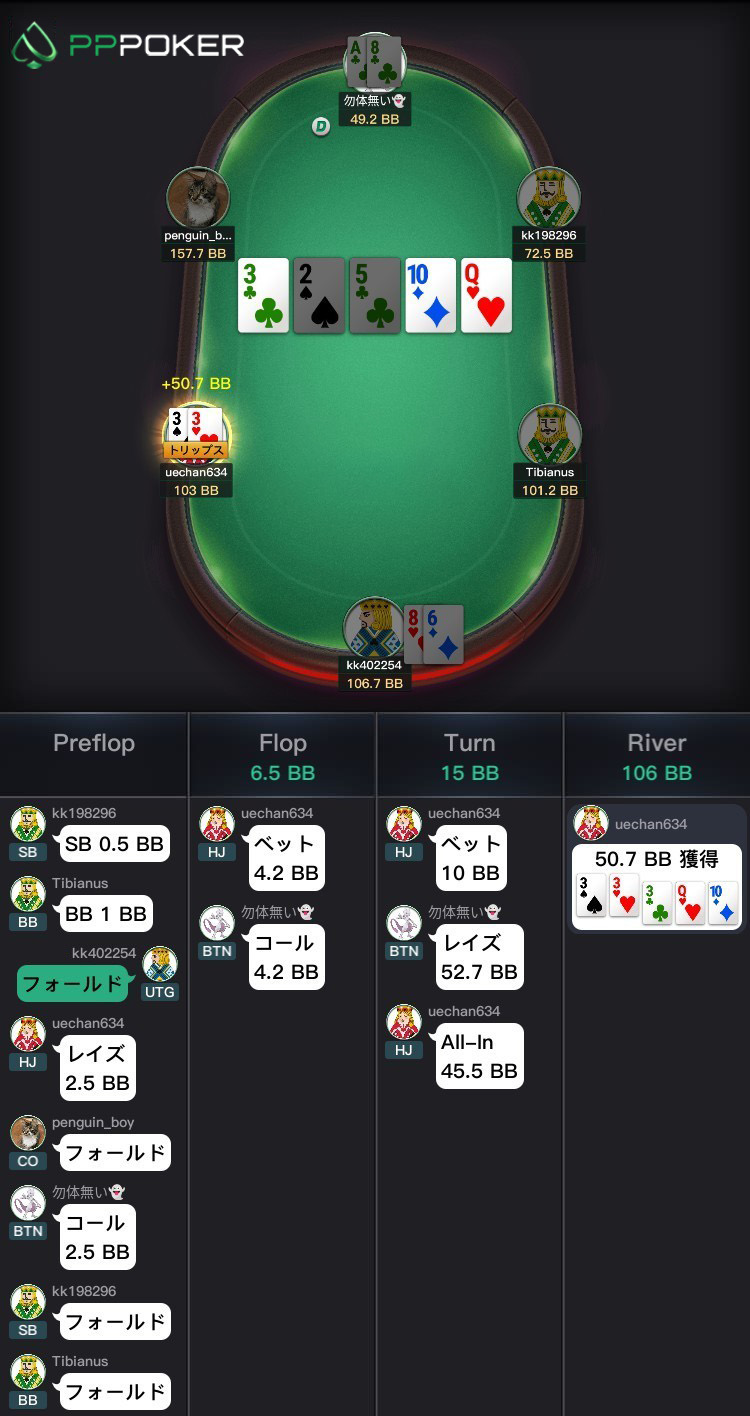 PPPOKER
A 8
勿体無い👻
49.2 BB
D
penguin_b...
157.7 BB
kk198296
72.5 BB
3 2 5 10 Q
+50.7 BB
3 3
トリップス
uechan634
103 BB
Tibianus
101.2 BB
8 6
kk402254
106.7 BB
Preflop
kk198296
SB
SB 0.5 BB
Tibianus
BB
BB 1 BB
kk402254
フォールド
UTG
uechan634
HJ
レイズ
2.5 BB
penguin_boy
CO
フォールド
勿体無い👻
BTN
コール
2.5 BB
kk198296
SB
フォールド
Tibianus
BB
フォールド
Flop
6.5 BB
uechan634
HJ
ベット
4.2 BB
勿体無い👻
BTN
コール
4.2 BB
Turn
15 BB
uechan634
HJ
ベット
10 BB
勿体無い👻
BTN
レイズ
52.7 BB
uechan634
HJ
All-In
45.5 BB
River
106 BB
uechan634
50.7 BB 獲得
3 3 3 Q 10